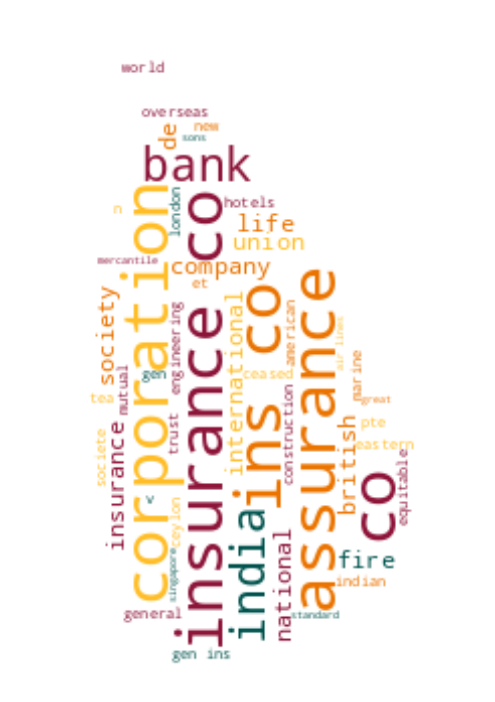 world
overseas
de
new
sons
bank
n
corporation
london
co
hotels
life
union
mercantile
company
et
society
engineering
insurance
international
ins co
american
assurance
air lines
gen
ceased
marine
mutual
tea
great
trust
construction
british
pte
societe
insurance
eastern
equitable
co
v
ceylon
india
national
fire
singapore
indian
general
standard
gen ins